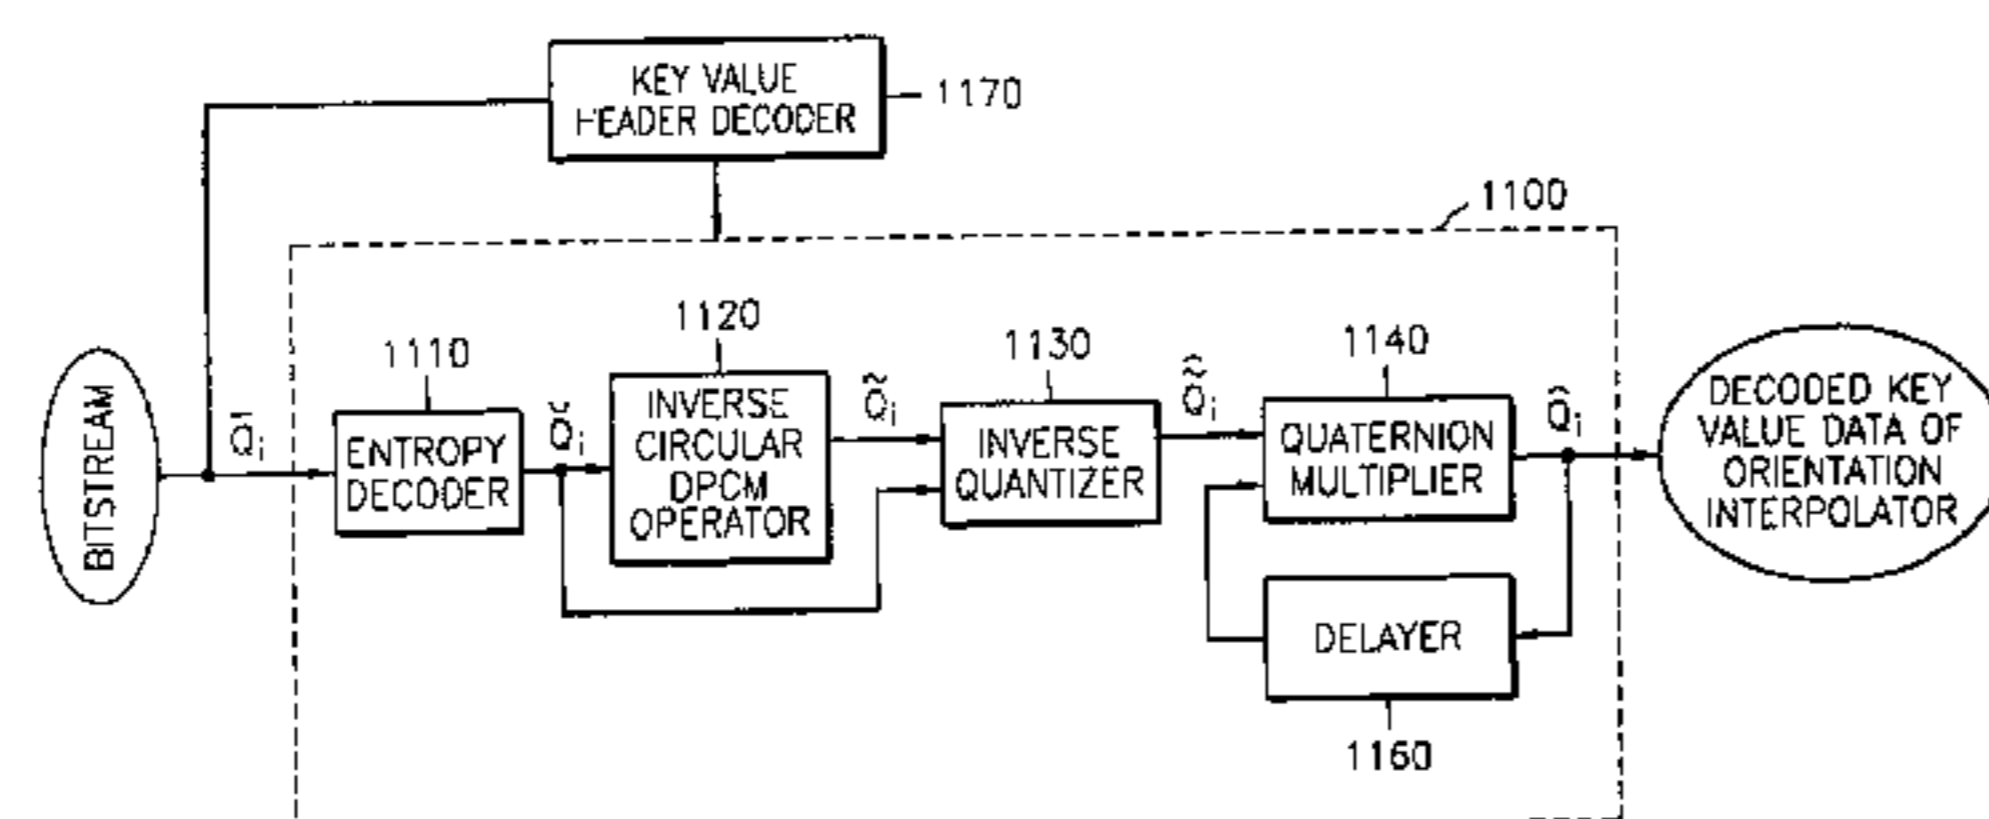 KEY VALUE
HEADER DECODER
1170
1100
1120
1110
1130
1140
BITSTREAM
Q̌i
INVERSE
CIRCULAR
DPCM
OPERATOR
ENTROPY
DECODER
INVERSE
QUANTIZER
QUATERNION
MULTIPLIER
DECODED KEY
VALUE DATA OF
ORIENTATION
INTERPOLATOR
DELAYER
1160